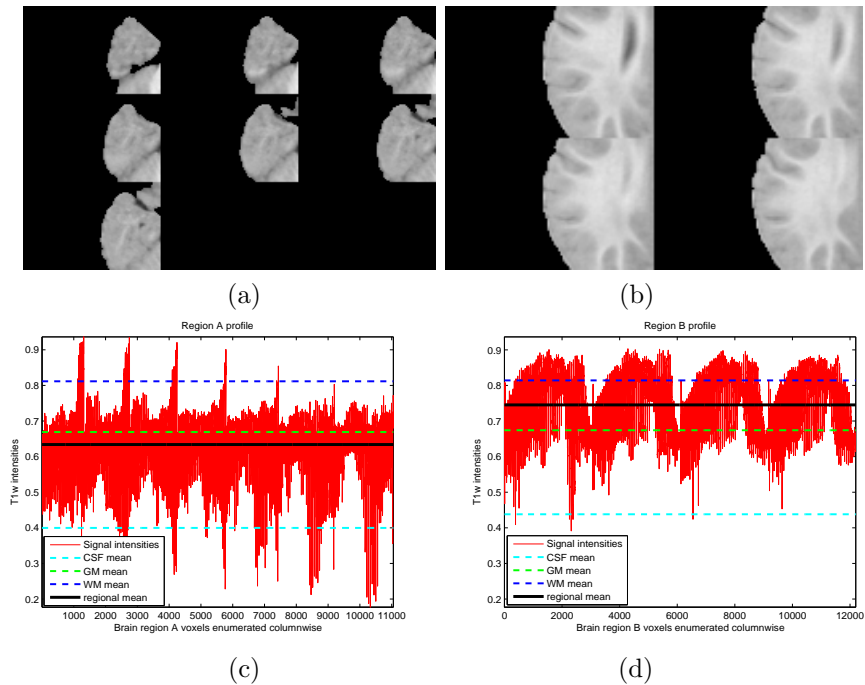 (a)
(b)
Region A profile
0.9
0.8
0.7
0.6
0.5
0.4
0.3
0.2
T1w intensities
Signal intensities
CSF mean
GM mean
WM mean
regional mean
1000 2000 3000 4000 5000 6000 7000 8000 9000 10000 11000
Brain region A voxels enumerated columnwise
(c)
Region B profile
0.9
0.8
0.7
0.6
0.5
0.4
0.3
0.2
T1w intensities
Signal intensities
CSF mean
GM mean
WM mean
regional mean
0 2000 4000 6000 8000 10000 12000
Brain region B voxels enumerated columnwise
(d)